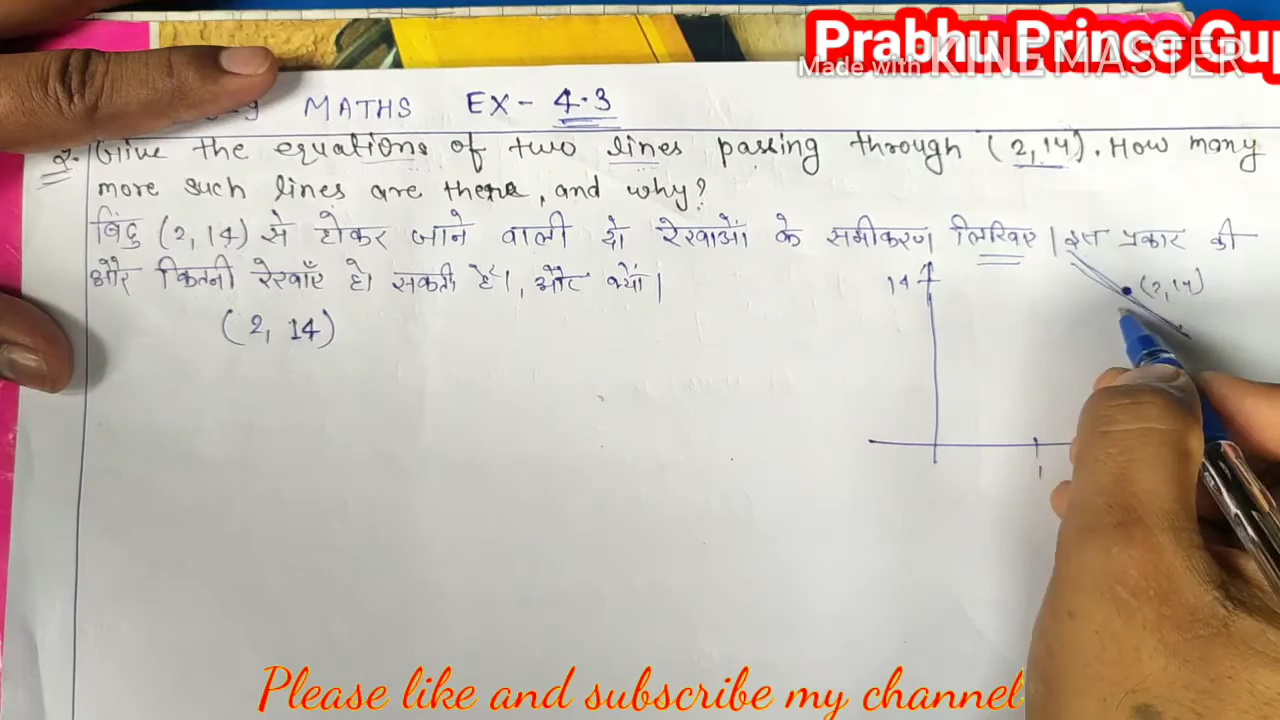 Prabhu Prince Gup
Made with KINEMASTER
MATHS EX- 4.3
2. Give the equations of two lines passing through (2,14). How many
more such lines are there, and why?
बिंदु (2,14) से होकर जाने वाली दो रेखाओं के समीकरण लिखिए। इस प्रकार की
और कितनी रेखाएँ हो सकती हैं।, और क्यों।
14
(2,14)
(2, 14)
1
Please like and subscribe my channel